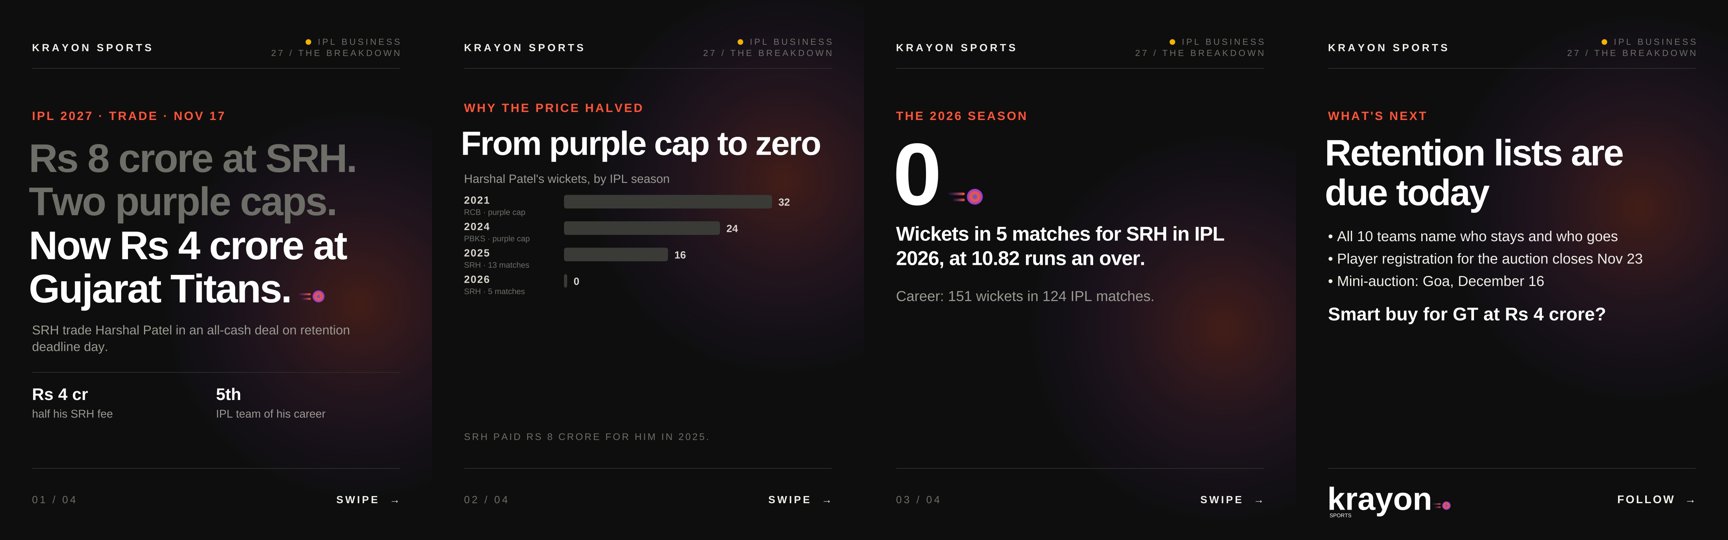 KRAYON SPORTS
● IPL BUSINESS
27 / THE BREAKDOWN
IPL 2027 · TRADE · NOV 17
Rs 8 crore at SRH.
Two purple caps.
Now Rs 4 crore at
Gujarat Titans.
SRH trade Harshal Patel in an all-cash deal on retention
deadline day.
Rs 4 cr
half his SRH fee
5th
IPL team of his career
01 / 04
SWIPE →
KRAYON SPORTS
● IPL BUSINESS
27 / THE BREAKDOWN
WHY THE PRICE HALVED
From purple cap to zero
Harshal Patel's wickets, by IPL season
2021
RCB · purple cap
32
2024
PBKS · purple cap
24
2025
SRH · 13 matches
16
2026
SRH · 5 matches
0
SRH PAID RS 8 CRORE FOR HIM IN 2025.
02 / 04
SWIPE →
KRAYON SPORTS
● IPL BUSINESS
27 / THE BREAKDOWN
THE 2026 SEASON
0
Wickets in 5 matches for SRH in IPL
2026, at 10.82 runs an over.
Career: 151 wickets in 124 IPL matches.
03 / 04
SWIPE →
KRAYON SPORTS
● IPL BUSINESS
27 / THE BREAKDOWN
WHAT'S NEXT
Retention lists are
due today
• All 10 teams name who stays and who goes
• Player registration for the auction closes Nov 23
• Mini-auction: Goa, December 16
Smart buy for GT at Rs 4 crore?
krayon
SPORTS
FOLLOW →